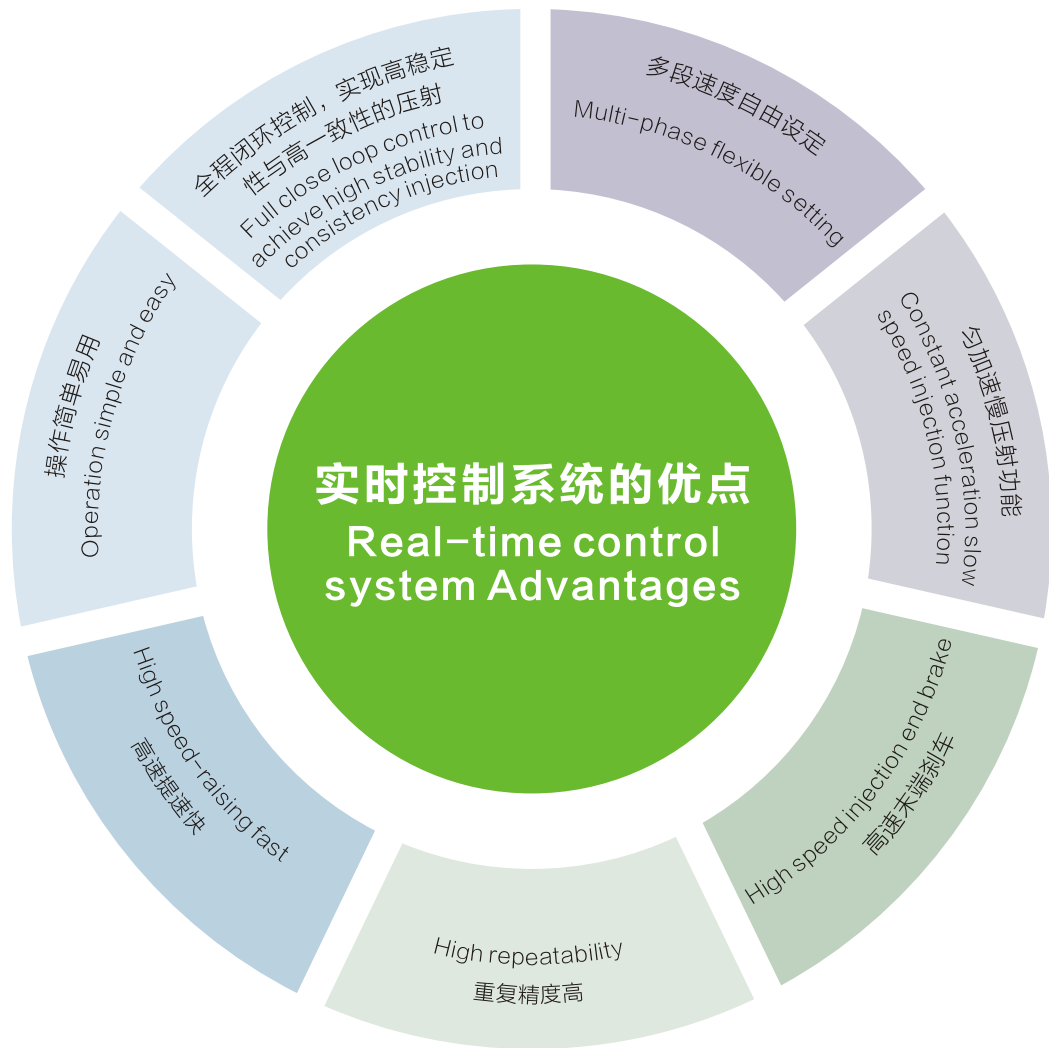 实时控制系统的优点
Real-time control
system Advantages
多段速度自由设定
Multi-phase flexible setting
匀加速慢压射功能
Constant acceleration slow
speed injection function
High speed injection end brake
高速末端刹车
High repeatability
重复精度高
High speed-raising fast
高速提速快
操作简单易用
Operation simple and easy
全程闭环控制，实现高稳定
性与高一致性的压射
Full close loop control to
achieve high stability and
consistency injection